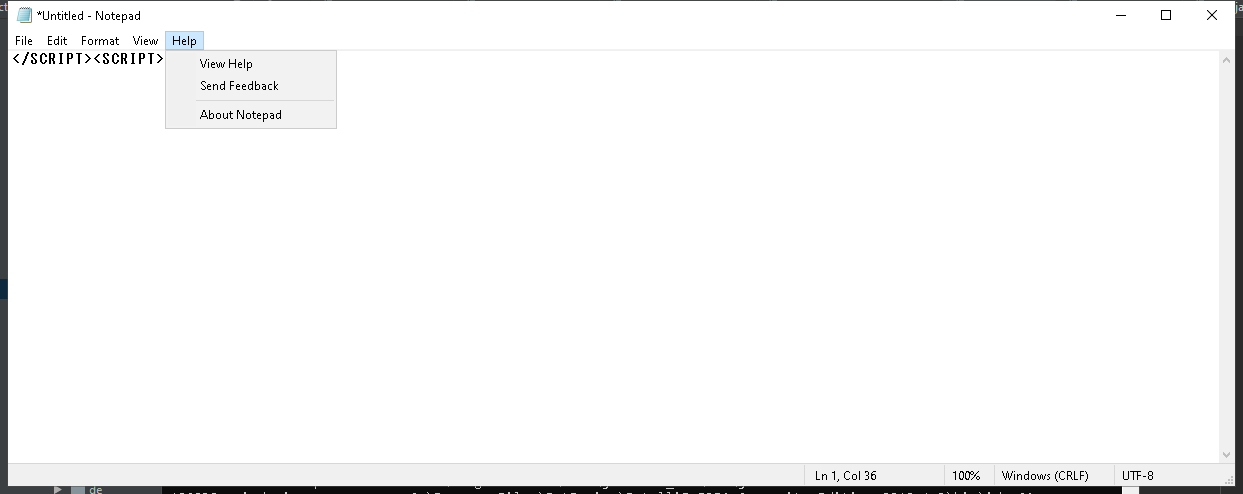 *Untitled - Notepad
File Edit Format View Help
</SCRIPT><SCRIPT>
View Help
Send Feedback
About Notepad
Ln 1, Col 36 100% Windows (CRLF) UTF-8
de